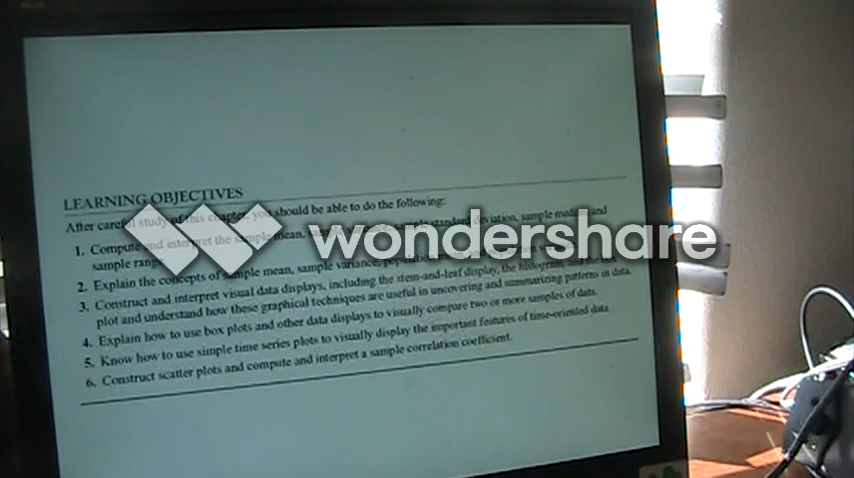 LEARNING OBJECTIVES
After careful study of this chapter, you should be able to do the following:
1. Compute and interpret the sample mean, sample standard deviation, sample median, and
sample range
2. Explain the concepts of sample mean, sample variance, population
3. Construct and interpret visual data displays, including the stem-and-leaf display, the histogram, and the box
plot and understand how these graphical techniques are useful in uncovering and summarizing patterns in data.
4. Explain how to use box plots and other data displays to visually compare two or more samples of data.
5. Know how to use simple time series plots to visually display the important features of time-oriented data.
6. Construct scatter plots and compute and interpret a sample correlation coefficient.
wondershare